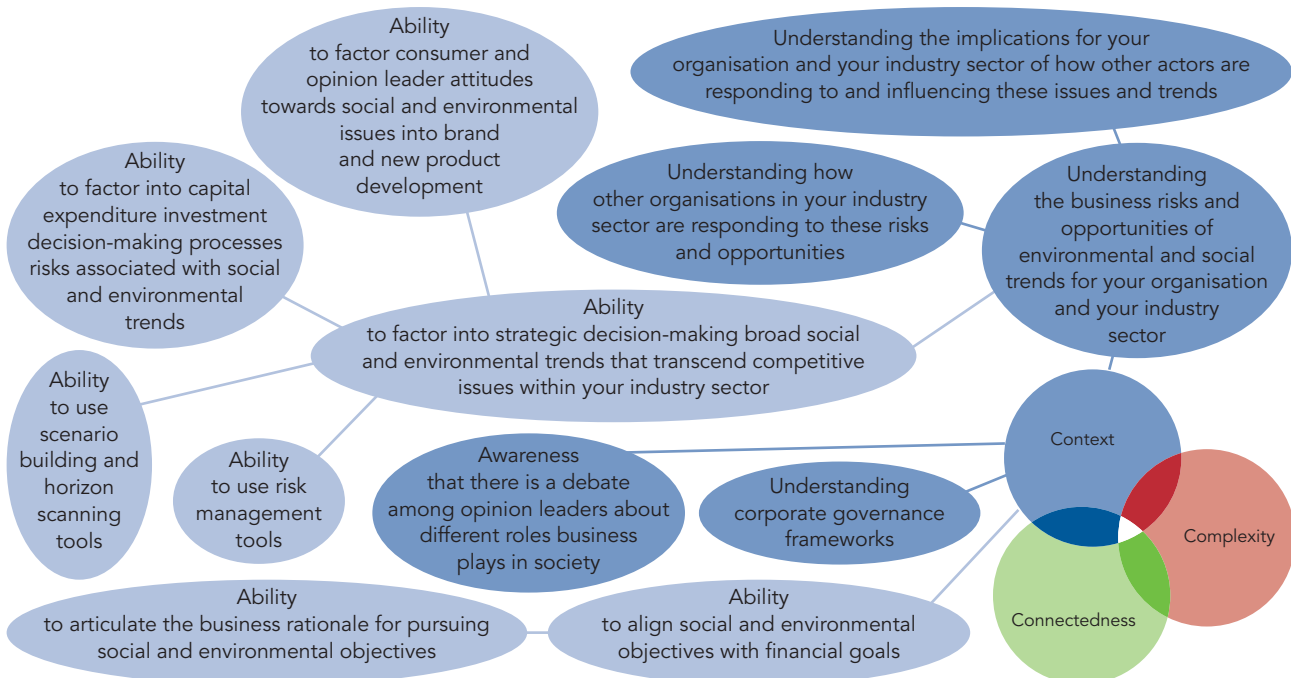 Ability
to factor consumer and
opinion leader attitudes
towards social and environmental
issues into brand
and new product
development
Understanding the implications for your
organisation and your industry sector of how other actors are
responding to and influencing these issues and trends
Ability
to factor into capital
expenditure investment
decision-making processes
risks associated with social
and environmental
trends
Understanding how
other organisations in your industry
sector are responding to these risks
and opportunities
Understanding
the business risks and
opportunities of
environmental and social
trends for your organisation
and your industry
sector
Ability
to factor into strategic decision-making broad social
and environmental trends that transcend competitive
issues within your industry sector
Ability
to use
scenario
building and
horizon
scanning
tools
Ability
to use risk
management
tools
Awareness
that there is a debate
among opinion leaders about
different roles business
plays in society
Understanding
corporate governance
frameworks
Context
Complexity
Connectedness
Ability
to articulate the business rationale for pursuing
social and environmental objectives
Ability
to align social and environmental
objectives with financial goals